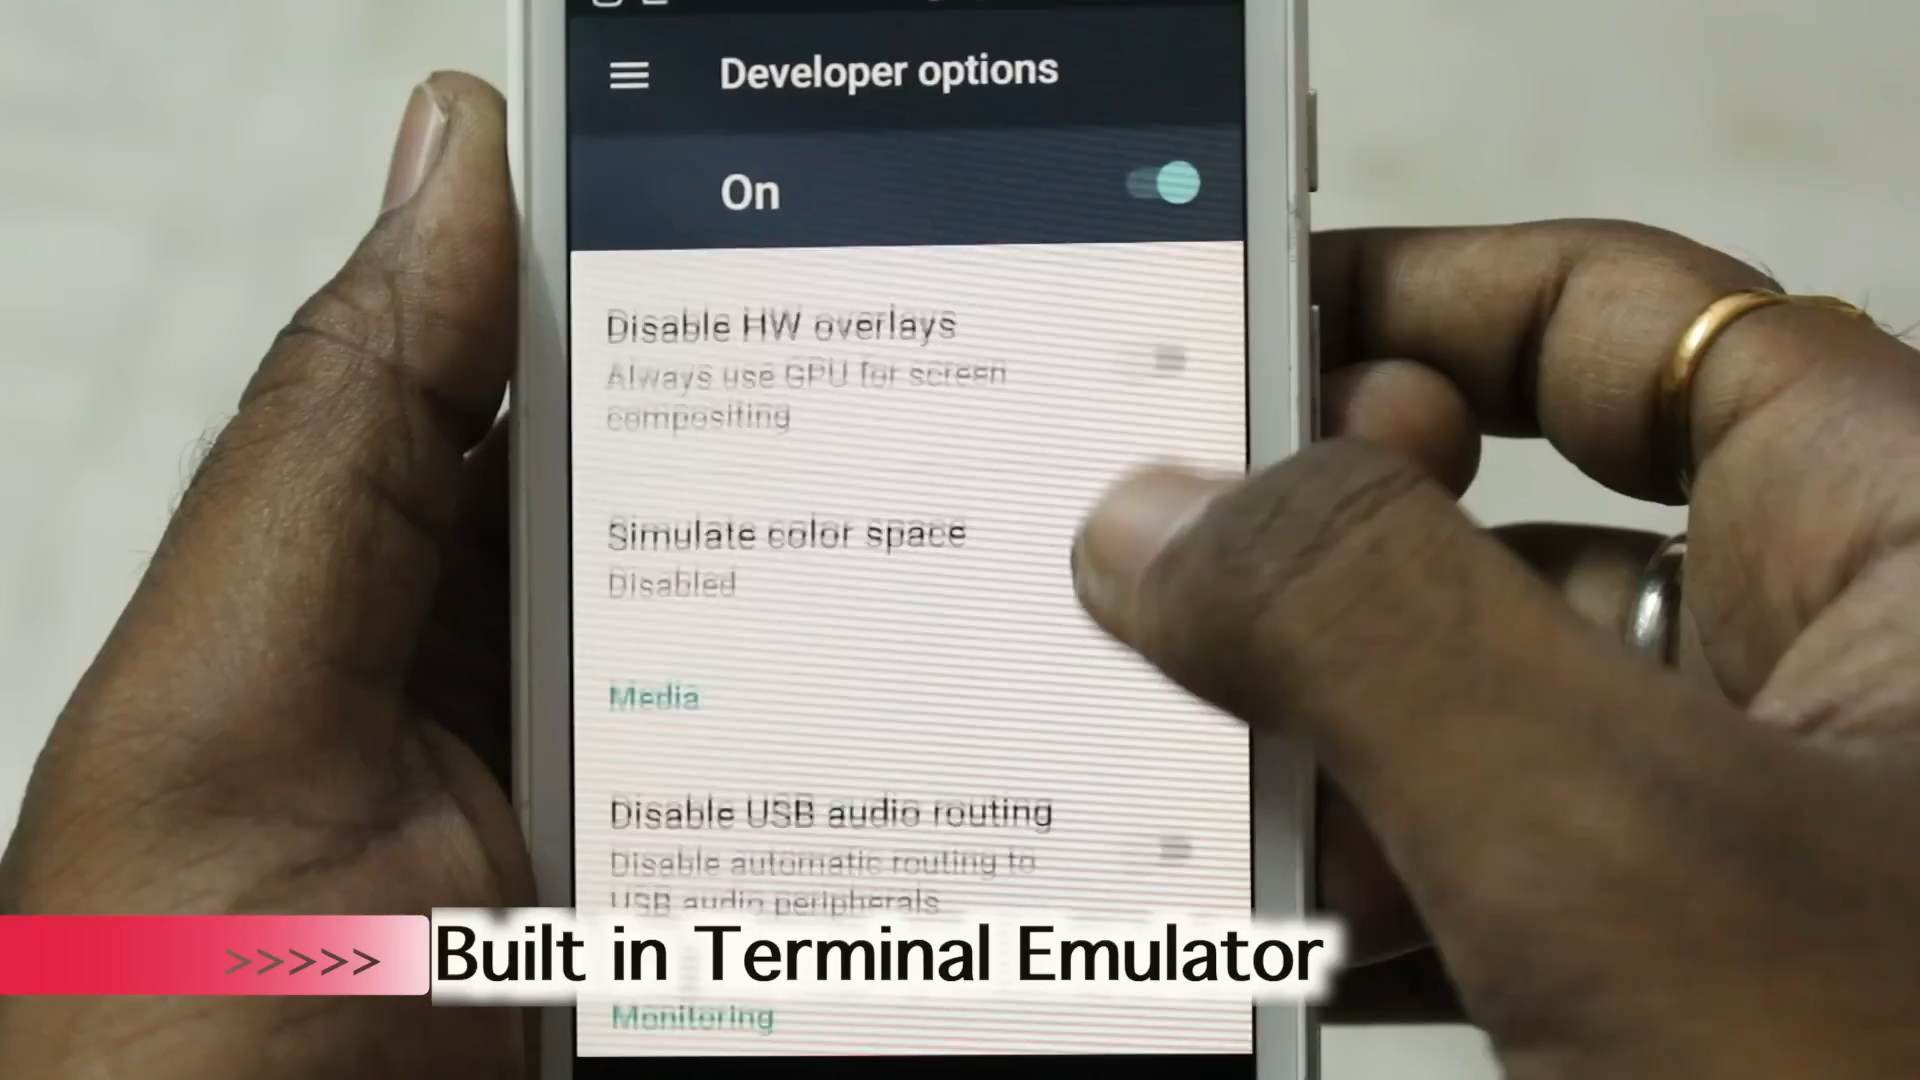 Developer options
On
Disable HW overlays
Always use GPU for screen
compositing
Simulate color space
Disabled
Media
Disable USB audio routing
Disable automatic routing to
USB audio peripherals
>>>>> Built in Terminal Emulator
Monitoring